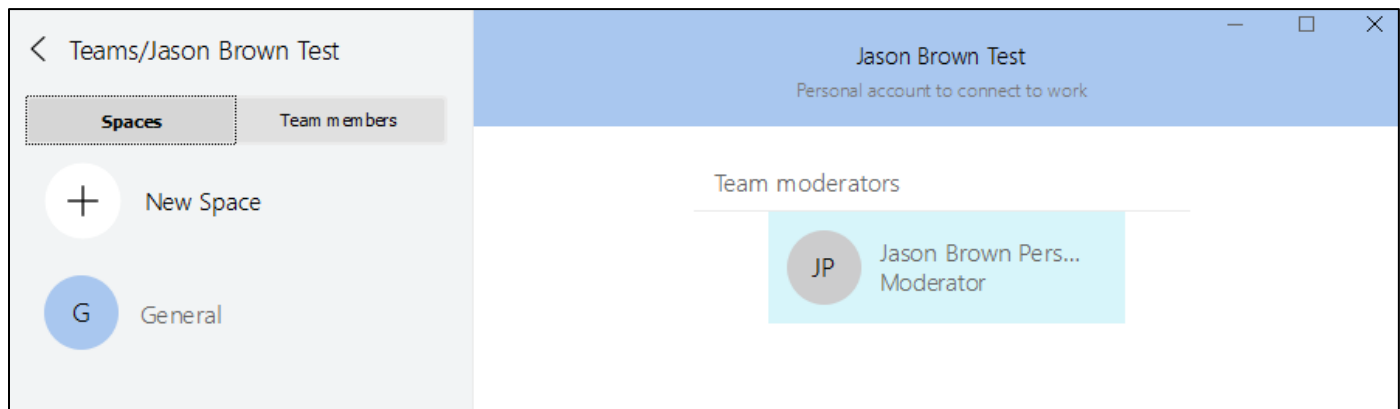 Teams/Jason Brown Test
Spaces
Team members
New Space
G
General
Jason Brown Test
Personal account to connect to work
Team moderators
JP
Jason Brown Pers...
Moderator